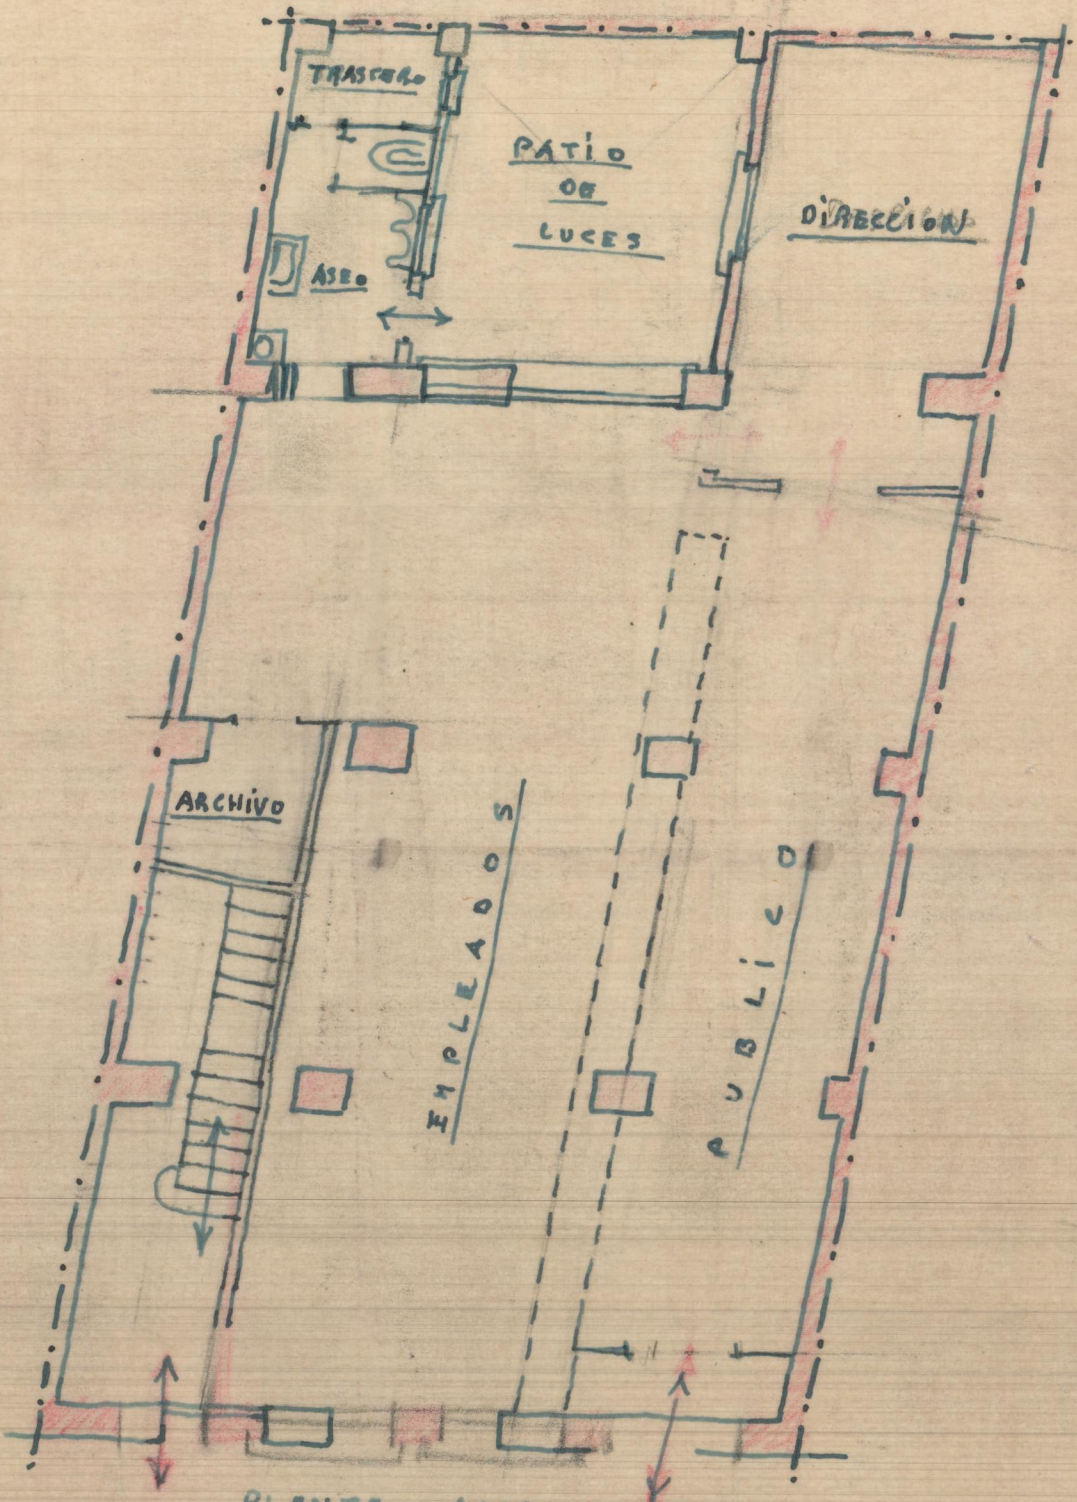 TRASTERO
PATIO
DE
LUCES
DIRECCION
ASEO
ARCHIVO
EMPLEADOS
PUBLICO